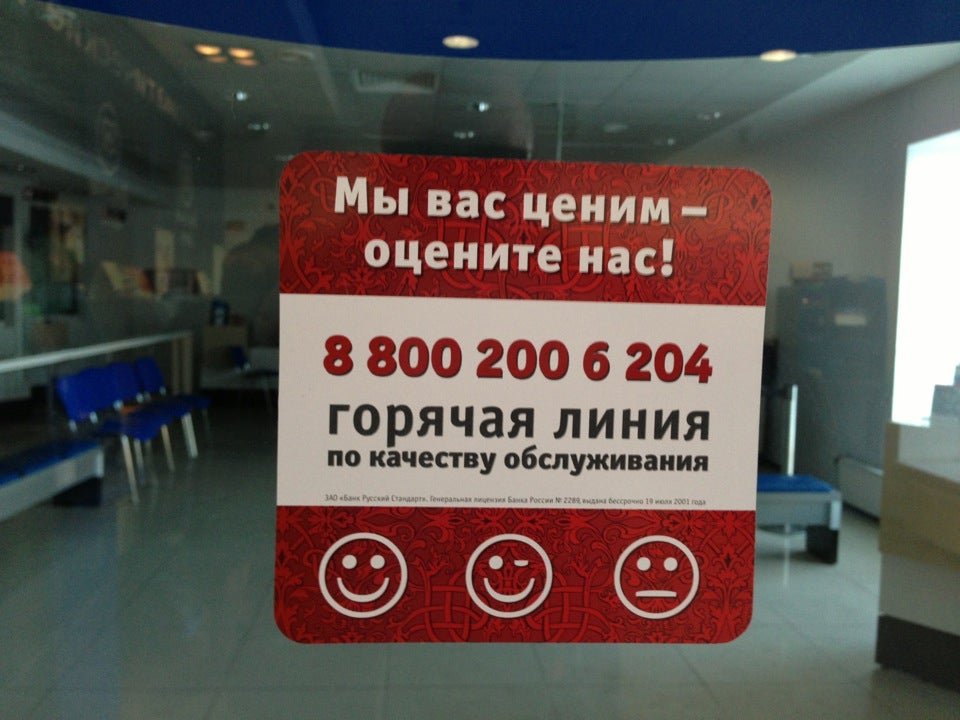 Мы вас ценим –
оцените нас!
8 800 200 6 204
горячая линия
по качеству обслуживания
ЗАО «Банк Русский Стандарт». Генеральная лицензия Банка России № 2289, выдана бессрочно 19 июля 2001 года